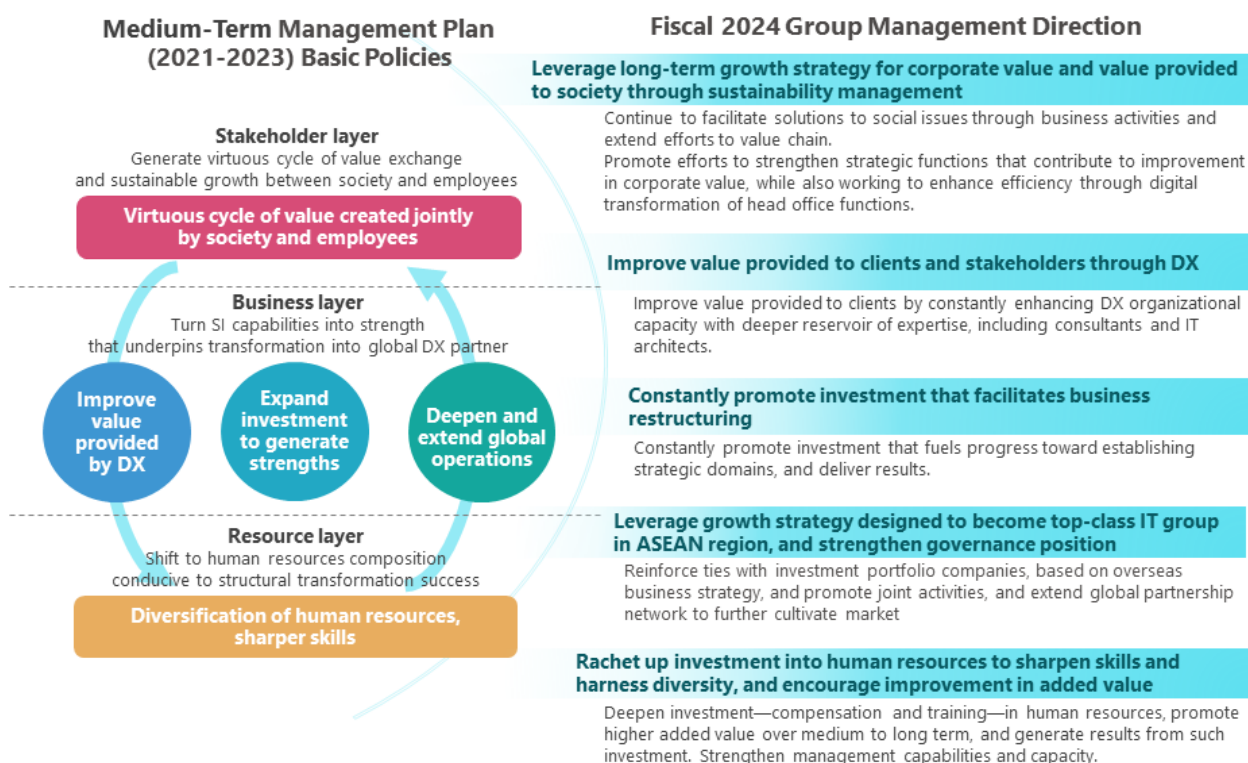 Medium-Term Management Plan
(2021-2023) Basic Policies
Stakeholder layer
Generate virtuous cycle of value exchange
and sustainable growth between society and employees
Virtuous cycle of value created jointly
by society and employees
Business layer
Turn SI capabilities into strength
that underpins transformation into global DX partner
Improve
value
provided
by DX
Expand
investment
to generate
strengths
Deepen and
extend global
operations
Resource layer
Shift to human resources composition
conducive to structural transformation success
Diversification of human resources,
sharper skills
Fiscal 2024 Group Management Direction
Leverage long-term growth strategy for corporate value and value provided
to society through sustainability management
Continue to facilitate solutions to social issues through business activities and
extend efforts to value chain.
Promote efforts to strengthen strategic functions that contribute to improvement
in corporate value, while also working to enhance efficiency through digital
transformation of head office functions.
Improve value provided to clients and stakeholders through DX
Improve value provided to clients by constantly enhancing DX organizational
capacity with deeper reservoir of expertise, including consultants and IT
architects.
Constantly promote investment that facilitates business
restructuring
Constantly promote investment that fuels progress toward establishing
strategic domains, and deliver results.
Leverage growth strategy designed to become top-class IT group
in ASEAN region, and strengthen governance position
Reinforce ties with investment portfolio companies, based on overseas
business strategy, and promote joint activities, and extend global partnership
network to further cultivate market
Rachet up investment into human resources to sharpen skills and
harness diversity, and encourage improvement in added value
Deepen investment—compensation and training—in human resources, promote
higher added value over medium to long term, and generate results from such
investment. Strengthen management capabilities and capacity.